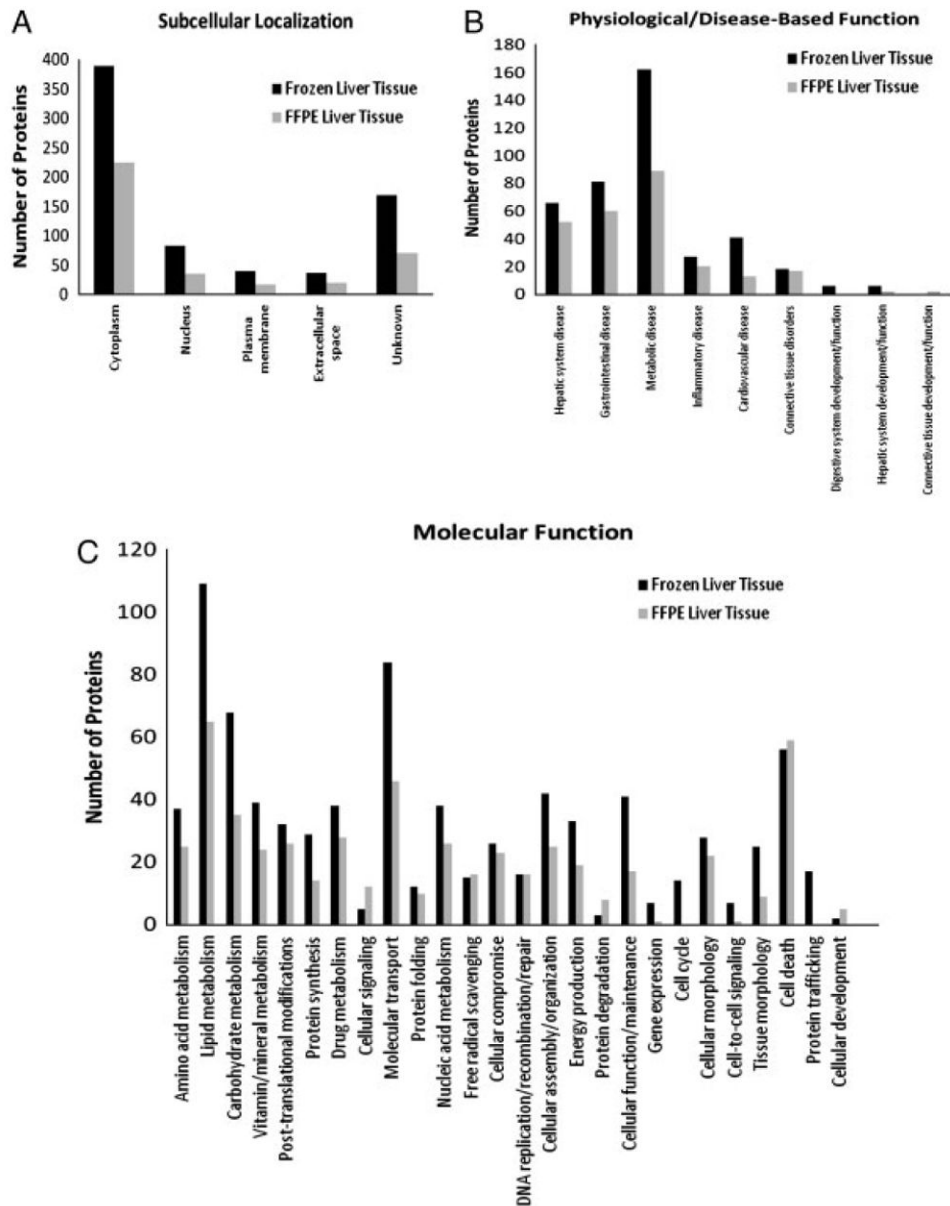 A
Subcellular Localization
Number of Proteins
400
350
300
250
200
150
100
50
0
Frozen Liver Tissue
FFPE Liver Tissue
Cytoplasm
Nucleus
Plasma
membrane
Extracellular
space
Unknown
B
Physiological/Disease-Based Function
Number of Proteins
180
160
140
120
100
80
60
40
20
0
Frozen Liver Tissue
FFPE Liver Tissue
Hepatic system disease
Gastrointestinal disease
Metabolic disease
Inflammatory disease
Cardiovascular disease
Connective tissue disorders
Digestive system development/function
Hepatic system development/function
Connective tissue development/function
C
Molecular Function
Number of Proteins
120
100
80
60
40
20
0
Frozen Liver Tissue
FFPE Liver Tissue
Amino acid metabolism
Lipid metabolism
Carbohydrate metabolism
Vitamin/mineral metabolism
Post-translational modifications
Protein synthesis
Drug metabolism
Cellular signaling
Molecular transport
Protein folding
Nucleic acid metabolism
Free radical scavenging
Cellular compromise
DNA replication/recombination/repair
Cellular assembly/organization
Energy production
Protein degradation
Cellular function/maintenance
Gene expression
Cell cycle
Cellular morphology
Cell-to-cell signaling
Tissue morphology
Cell death
Protein trafficking
Cellular development